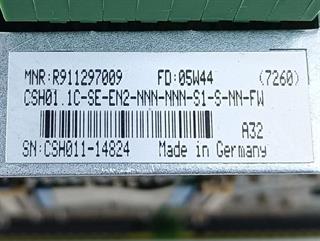 MNR:R911297009 FD:05W44 (7260)
CSH01.1C-SE-EN2-NNN-NNN-S1-S-NN-FW
A32
SN:CSH011-14824 Made in Germany